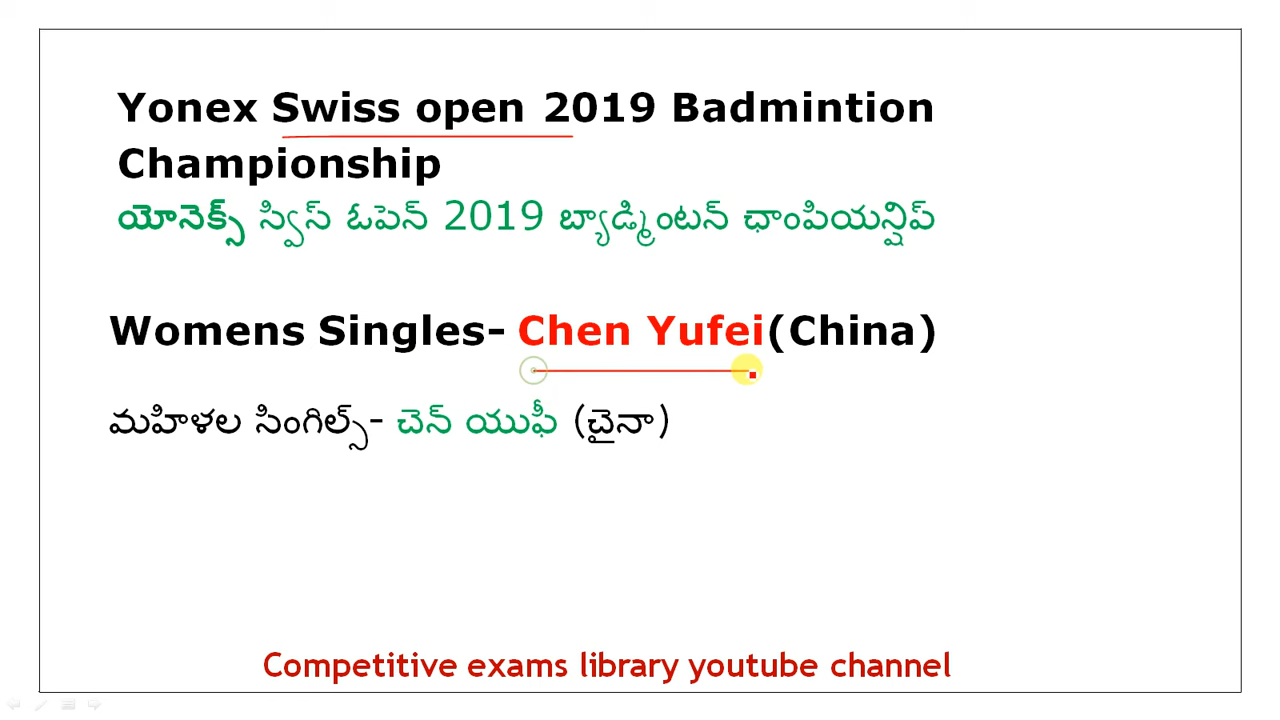 Yonex Swiss open 2019 Badmintion
Championship
యోనెక్స్ స్విస్ ఓపెన్ 2019 బ్యాడ్మింటన్ ఛాంపియన్షిప్
Womens Singles- Chen Yufei(China)
మహిళల సింగిల్స్- చెన్ యుఫీ (చైనా)
Competitive exams library youtube channel